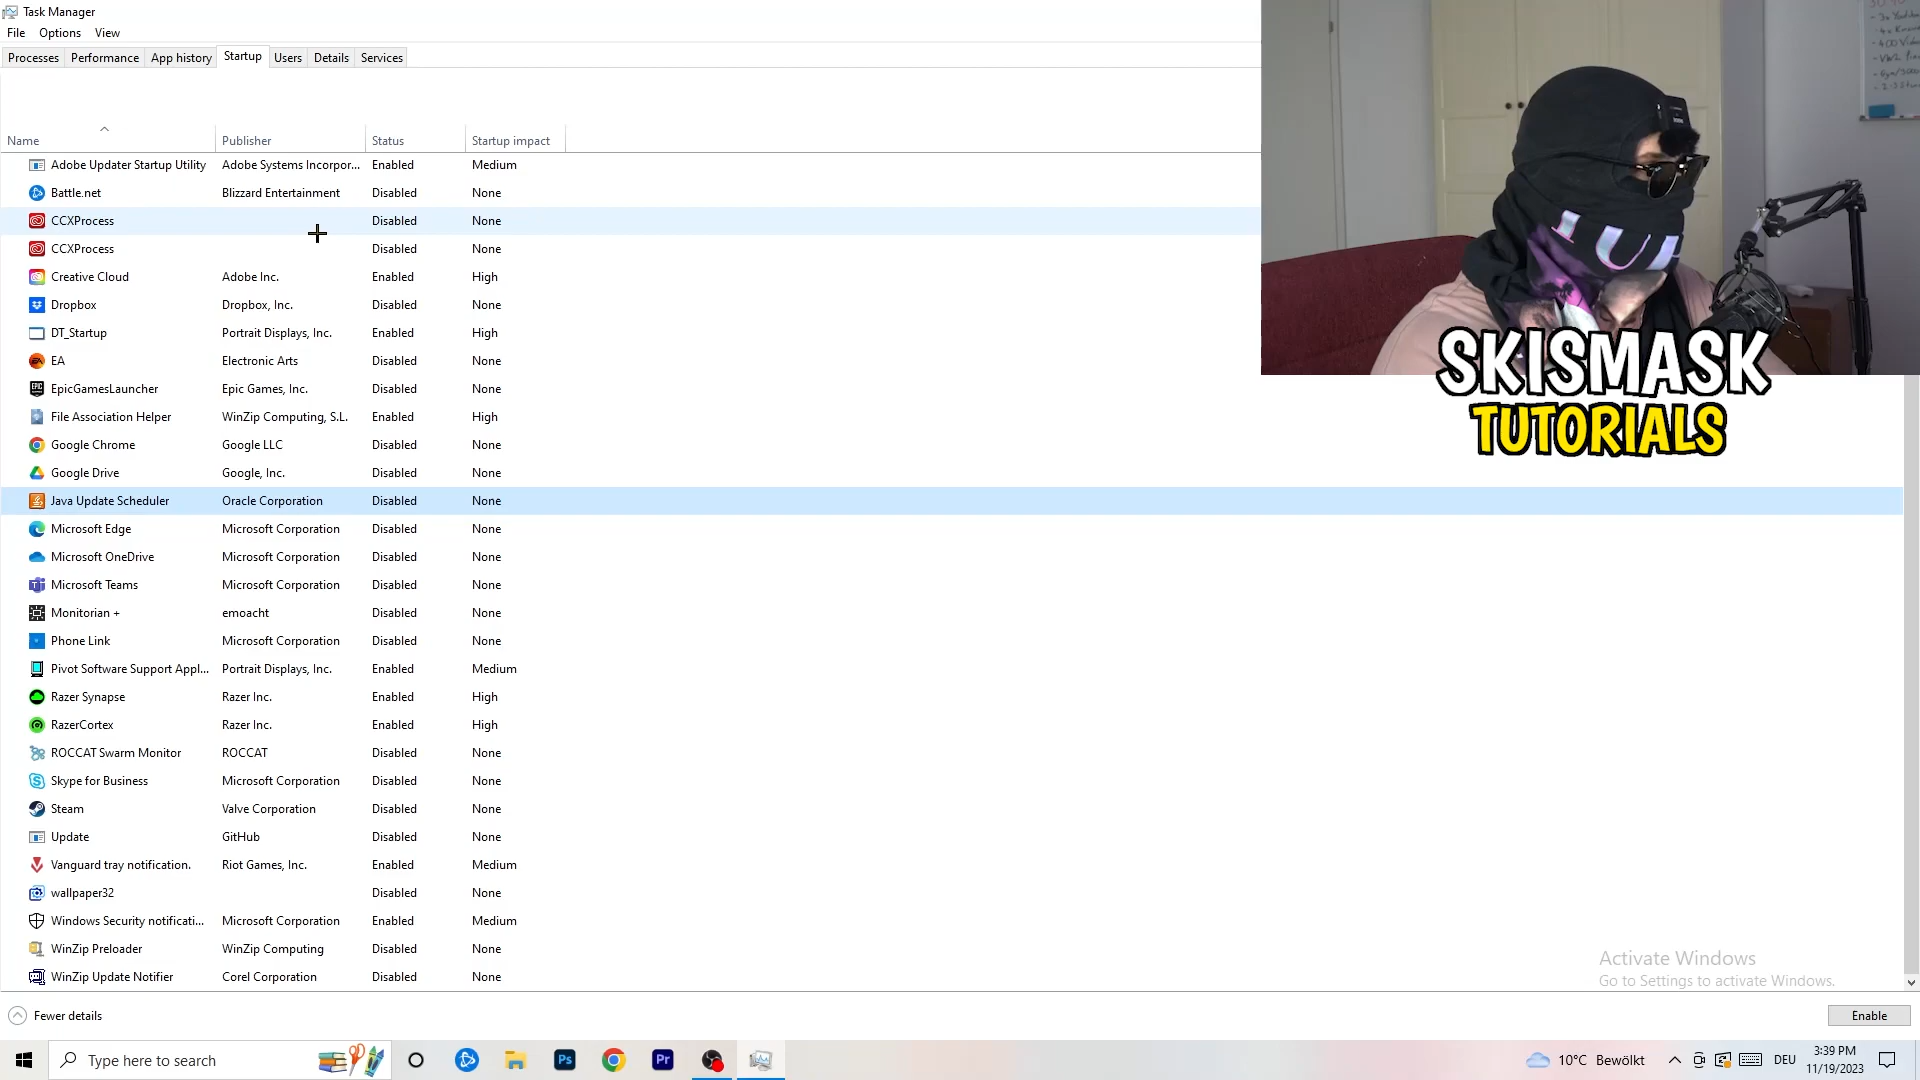 Task Manager
File Options View
Processes Performance App history Startup Users Details Services
Name Publisher Status Startup impact
Adobe Updater Startup Utility Adobe Systems Incorpor... Enabled Medium
Battle.net Blizzard Entertainment Disabled None
CCXProcess Disabled None
CCXProcess Disabled None
Creative Cloud Adobe Inc. Enabled High
Dropbox Dropbox, Inc. Disabled None
DT_Startup Portrait Displays, Inc. Enabled High
EA Electronic Arts Disabled None
EpicGamesLauncher Epic Games, Inc. Disabled None
File Association Helper WinZip Computing, S.L. Enabled High
Google Chrome Google LLC Disabled None
Google Drive Google, Inc. Disabled None
Java Update Scheduler Oracle Corporation Disabled None
Microsoft Edge Microsoft Corporation Disabled None
Microsoft OneDrive Microsoft Corporation Disabled None
Microsoft Teams Microsoft Corporation Disabled None
Monitorian + emoacht Disabled None
Phone Link Microsoft Corporation Disabled None
Pivot Software Support Appl... Portrait Displays, Inc. Enabled Medium
Razer Synapse Razer Inc. Enabled High
RazerCortex Razer Inc. Enabled High
ROCCAT Swarm Monitor ROCCAT Disabled None
Skype for Business Microsoft Corporation Disabled None
Steam Valve Corporation Disabled None
Update GitHub Disabled None
Vanguard tray notification. Riot Games, Inc. Enabled Medium
wallpaper32 Disabled None
Windows Security notificati... Microsoft Corporation Enabled Medium
WinZip Preloader WinZip Computing Disabled None
WinZip Update Notifier Corel Corporation Disabled None
SKISMASK
TUTORIALS
Activate Windows
Go to Settings to activate Windows.
Fewer details
Enable
Type here to search
Ps
Pr
10°C Bewölkt
DEU
3:39 PM
11/19/2023